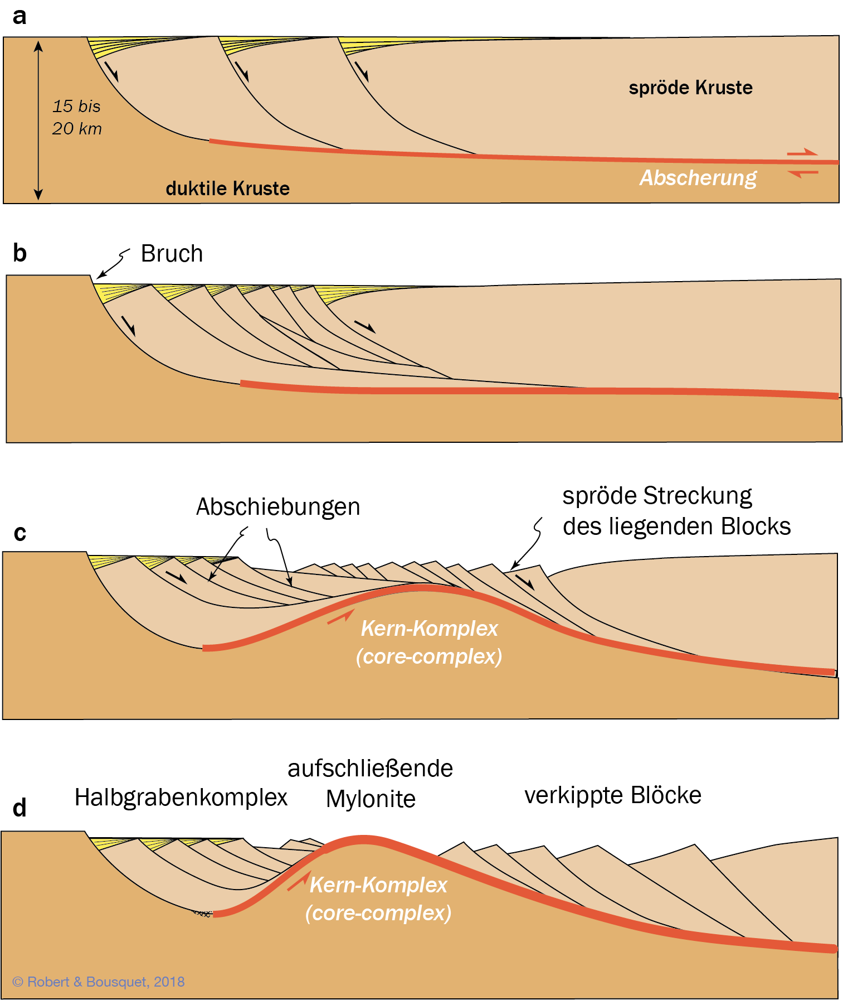 a
15 bis
20 km
spröde Kruste
Abscherung
duktile Kruste
b
Bruch
c
Abschiebungen
spröde Streckung
des liegenden Blocks
Kern-Komplex
(core-complex)
d
Halbgrabenkomplex
aufschließende
Mylonite
verkippte Blöcke
Kern-Komplex
(core-complex)
© Robert & Bousquet, 2018